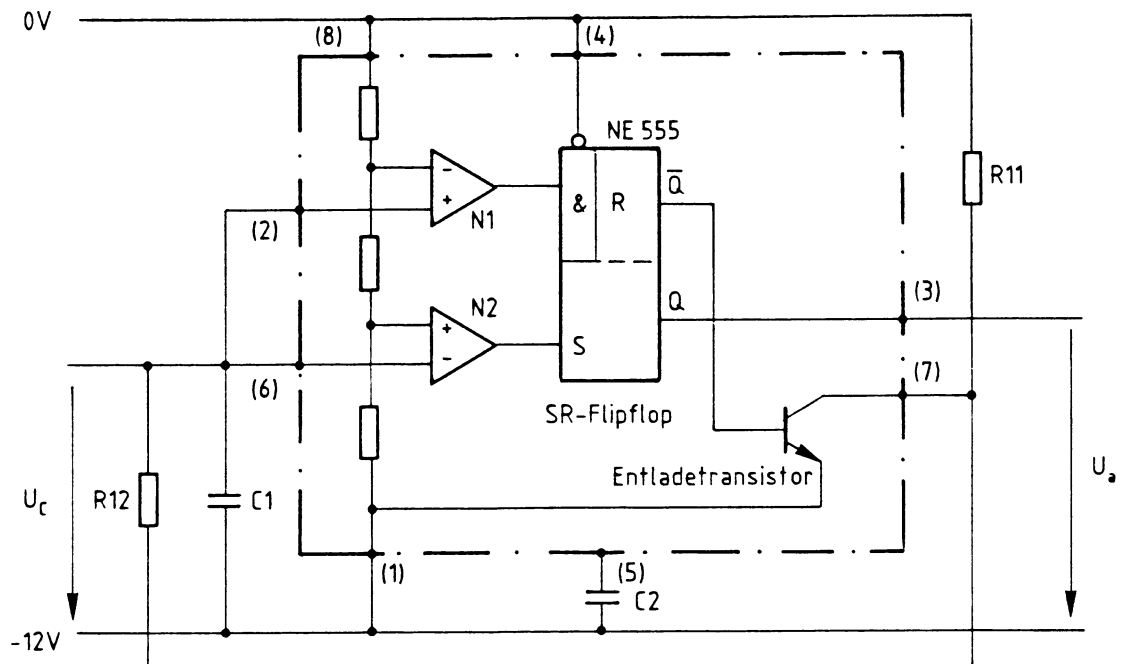 0V
(8)
(4)
NE 555
-
+
N1
&
R
Q̅
R11
(2)
N2
Q
(3)
+
-
S
(6)
(7)
SR-Flipflop
Entladetransistor
U_C
R12
C1
U_a
(1)
(5)
C2
-12V